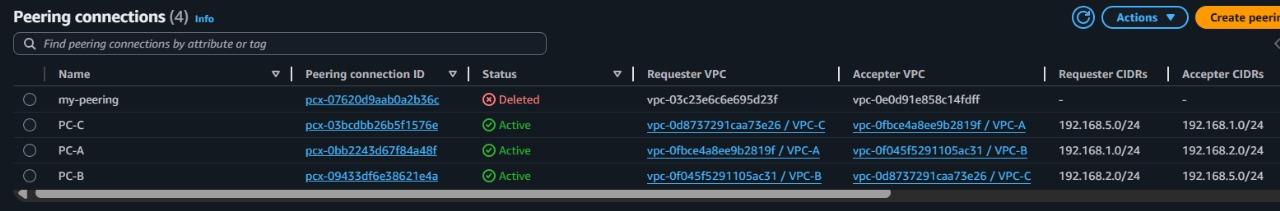 Peering connections (4) Info
Actions
Create peerin
Find peering connections by attribute or tag
Name Peering connection ID Status Requester VPC Accepter VPC Requester CIDRs Accepter CIDRs
my-peering pcx-07620d9aab0a2b36c Deleted vpc-03c23e6c6e695d23f vpc-0e0d91e858c14fdff - -
PC-C pcx-03bcdbb26b5f1576e Active vpc-0d8737291caa73e26 / VPC-C vpc-0fbce4a8ee9b2819f / VPC-A 192.168.5.0/24 192.168.1.0/24
PC-A pcx-0bb2243d67f84a48f Active vpc-0fbce4a8ee9b2819f / VPC-A vpc-0f045f5291105ac31 / VPC-B 192.168.1.0/24 192.168.2.0/24
PC-B pcx-09433df6e38621e4a Active vpc-0f045f5291105ac31 / VPC-B vpc-0d8737291caa73e26 / VPC-C 192.168.2.0/24 192.168.5.0/24